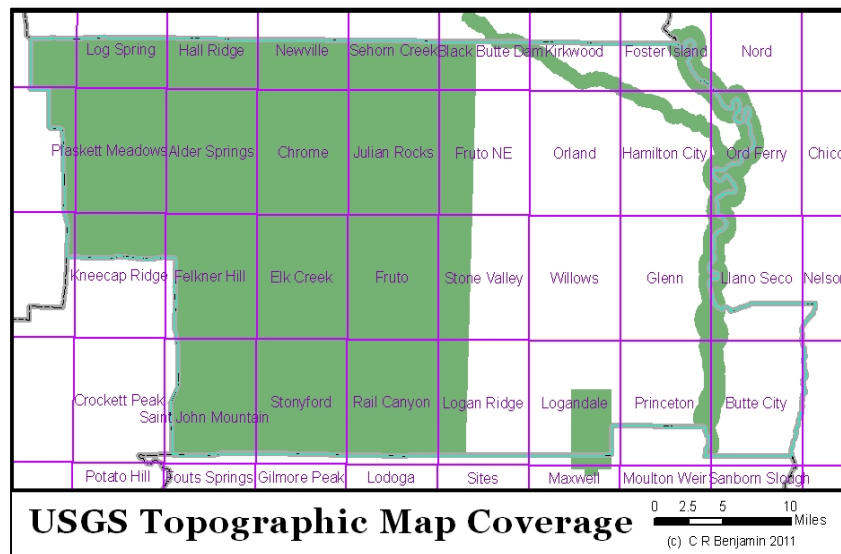 Log Spring Hall Ridge Newville Sehorn Creek Black Butte Dam Kirkwood Foster Island Nord
Plaskett Meadows Alder Springs Chrome Julian Rocks Fruto NE Orland Hamilton City Ord Ferry Chico
Kneecap Ridge Felkner Hill Elk Creek Fruto Stone Valley Willows Glenn Llano Seco Nelson
Crockett Peak Saint John Mountain Stonyford Rail Canyon Logan Ridge Logandale Princeton Butte City
Potato Hill Fouts Springs Gilmore Peak Lodoga Sites Maxwell Moulton Weir Sanborn Slough
USGS Topographic Map Coverage
0 2.5 5 10
Miles
(c) C R Benjamin 2011